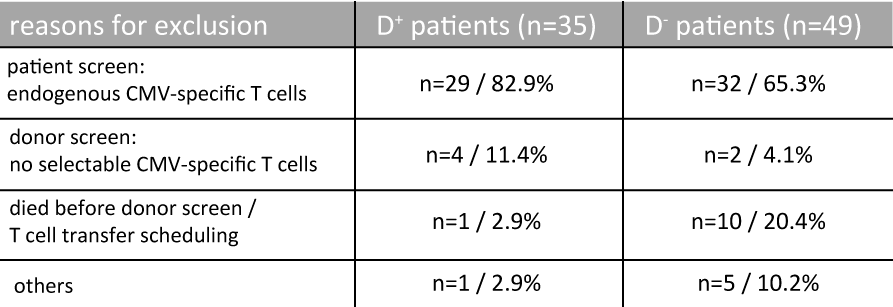 reasons for exclusion D⁺ patients (n=35) D⁻ patients (n=49)
patient screen:
endogenous CMV-specific T cells n=29 / 82.9% n=32 / 65.3%
donor screen:
no selectable CMV-specific T cells n=4 / 11.4% n=2 / 4.1%
died before donor screen /
T cell transfer scheduling n=1 / 2.9% n=10 / 20.4%
others n=1 / 2.9% n=5 / 10.2%